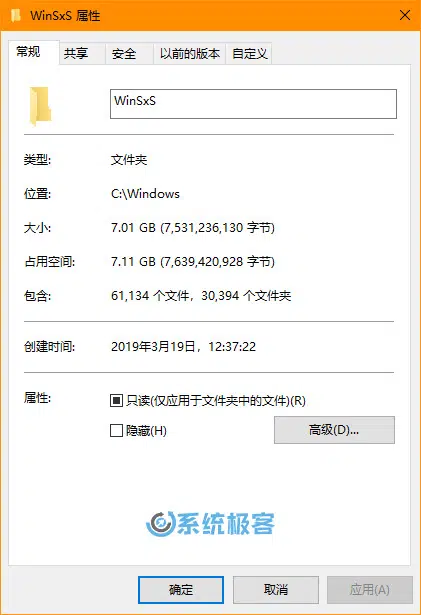 WinSxS 属性
常规 共享 安全 以前的版本 自定义
WinSxS
类型: 文件夹
位置: C:\Windows
大小: 7.01 GB (7,531,236,130 字节)
占用空间: 7.11 GB (7,639,420,928 字节)
包含: 61,134 个文件，30,394 个文件夹
创建时间: 2019年3月19日，12:37:22
属性: 只读(仅应用于文件夹中的文件)(R)
隐藏(H) 高级(D)...
系统极客
确定 取消 应用(A)